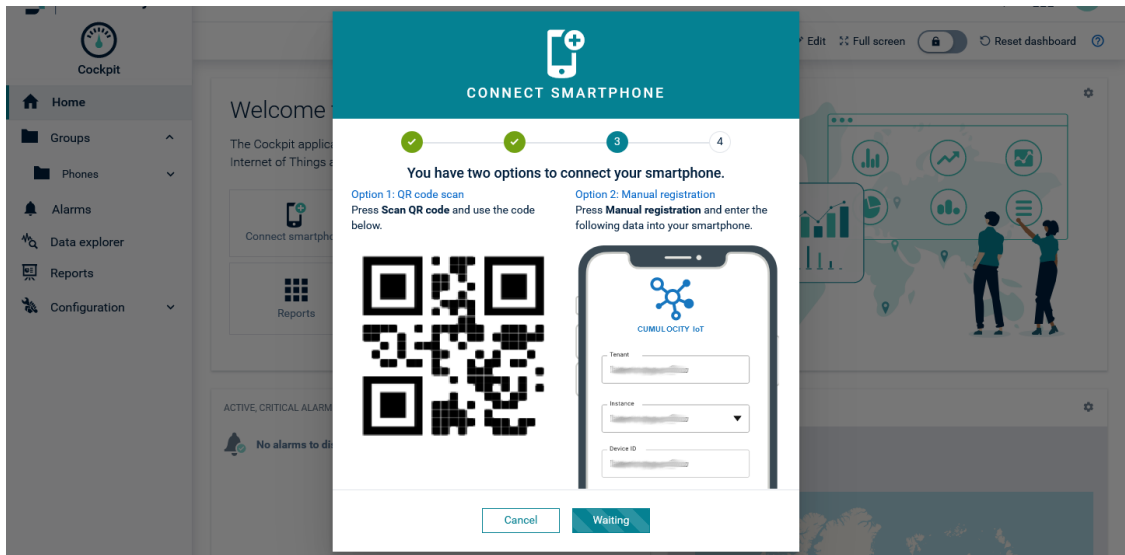 Cockpit
Home
Groups
Phones
Alarms
Data explorer
Reports
Configuration
Edit
Full screen
Reset dashboard
Welcome
The Cockpit applica
Internet of Things a
Connect smartpho
Reports
ACTIVE, CRITICAL ALARM
No alarms to di
CONNECT SMARTPHONE
3
4
You have two options to connect your smartphone.
Option 1: QR code scan
Press Scan QR code and use the code
below.
Option 2: Manual registration
Press Manual registration and enter the
following data into your smartphone.
CUMULOCITY IoT
Tenant
Instance
Device ID
Cancel
Waiting